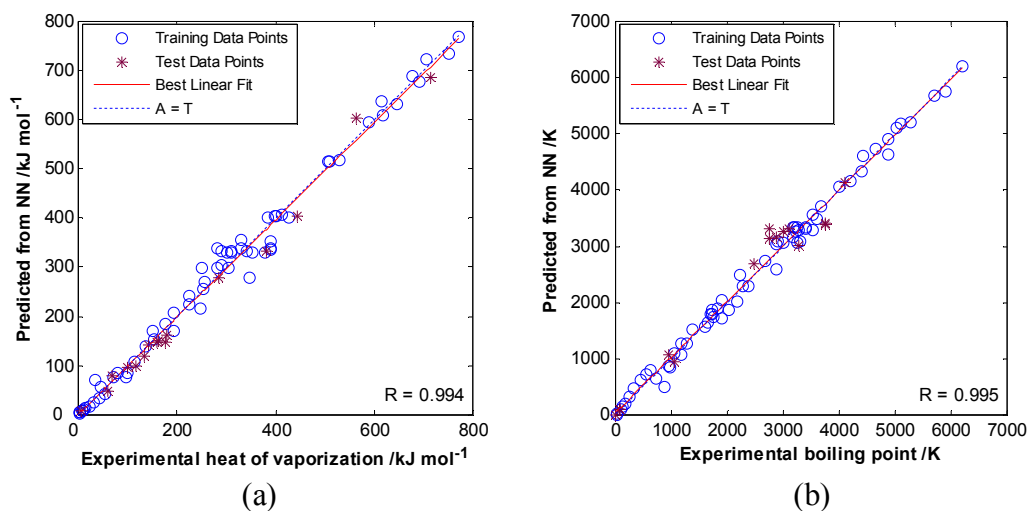 800
700
600
500
400
300
200
100
0
0 200 400 600 800
Predicted from NN /kJ mol⁻¹
Experimental heat of vaporization /kJ mol⁻¹
Training Data Points
Test Data Points
Best Linear Fit
A = T
R = 0.994
(a)
7000
6000
5000
4000
3000
2000
1000
0
0 1000 2000 3000 4000 5000 6000 7000
Predicted from NN /K
Experimental boiling point /K
Training Data Points
Test Data Points
Best Linear Fit
A = T
R = 0.995
(b)